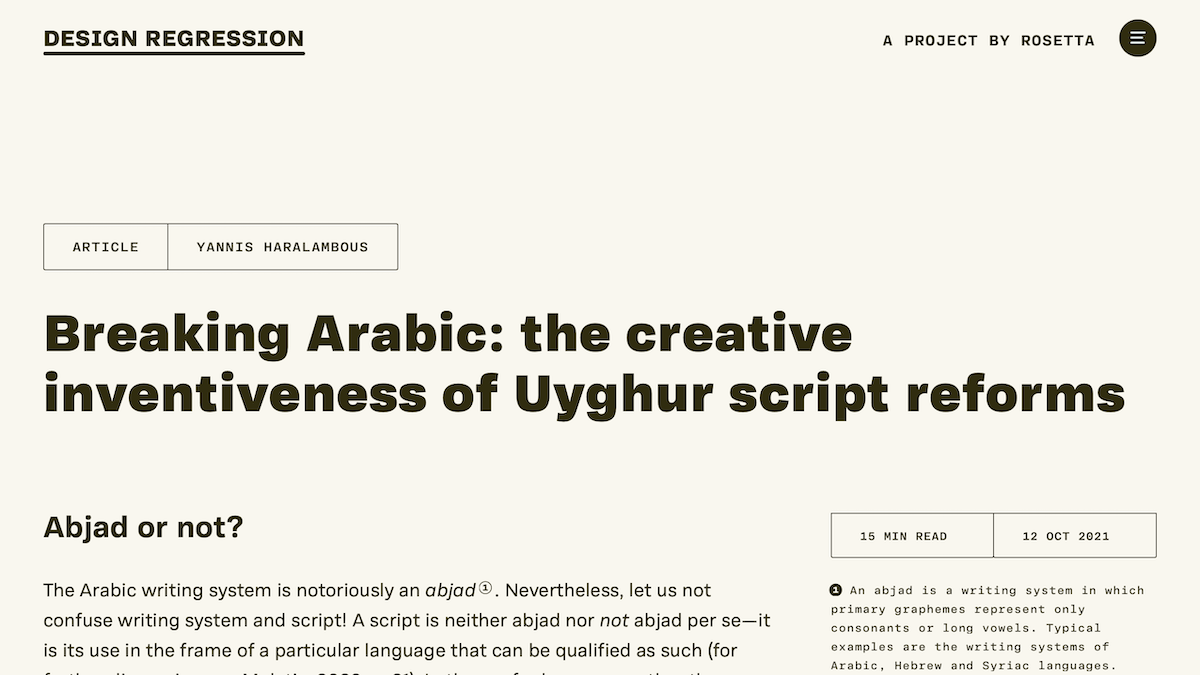 DESIGN REGRESSION
A PROJECT BY ROSETTA
ARTICLE
YANNIS HARALAMBOUS
Breaking Arabic: the creative
inventiveness of Uyghur script reforms
Abjad or not?
The Arabic writing system is notoriously an abjad①. Nevertheless, let us not
confuse writing system and script! A script is neither abjad nor not abjad per se—it
is its use in the frame of a particular language that can be qualified as such (for
15 MIN READ
12 OCT 2021
❶ An abjad is a writing system in which
primary graphemes represent only
consonants or long vowels. Typical
examples are the writing systems of
Arabic, Hebrew and Syriac languages.